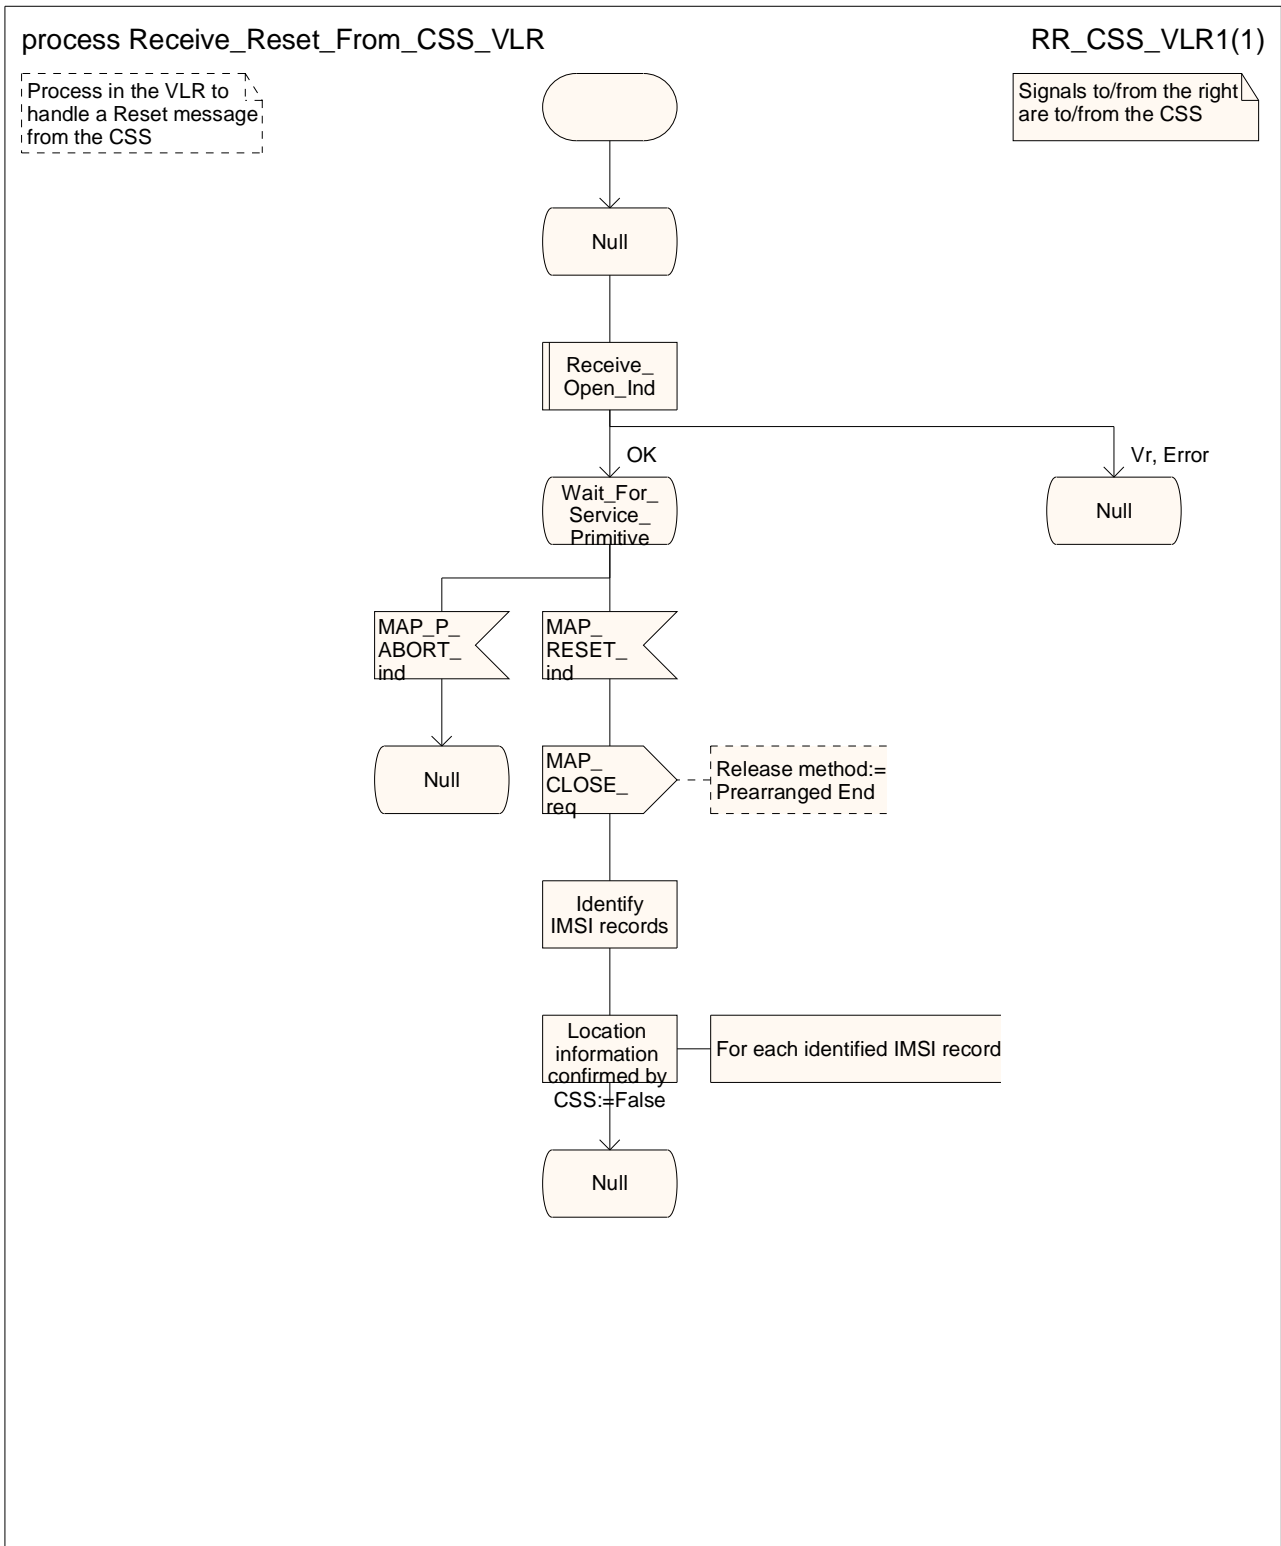 process Receive_Reset_From_CSS_VLR
RR_CSS_VLR1(1)
Process in the VLR to
handle a Reset message
from the CSS
Signals to/from the right
are to/from the CSS
Null
Receive_
Open_Ind
OK
Vr, Error
Wait_For_
Service_
Primitive
Null
MAP_P_
ABORT_
ind
MAP_
RESET_
ind
Null
MAP_
CLOSE_
req
Release method:=
Prearranged End
Identify
IMSI records
Location
information
confirmed by
CSS:=False
For each identified IMSI record
Null